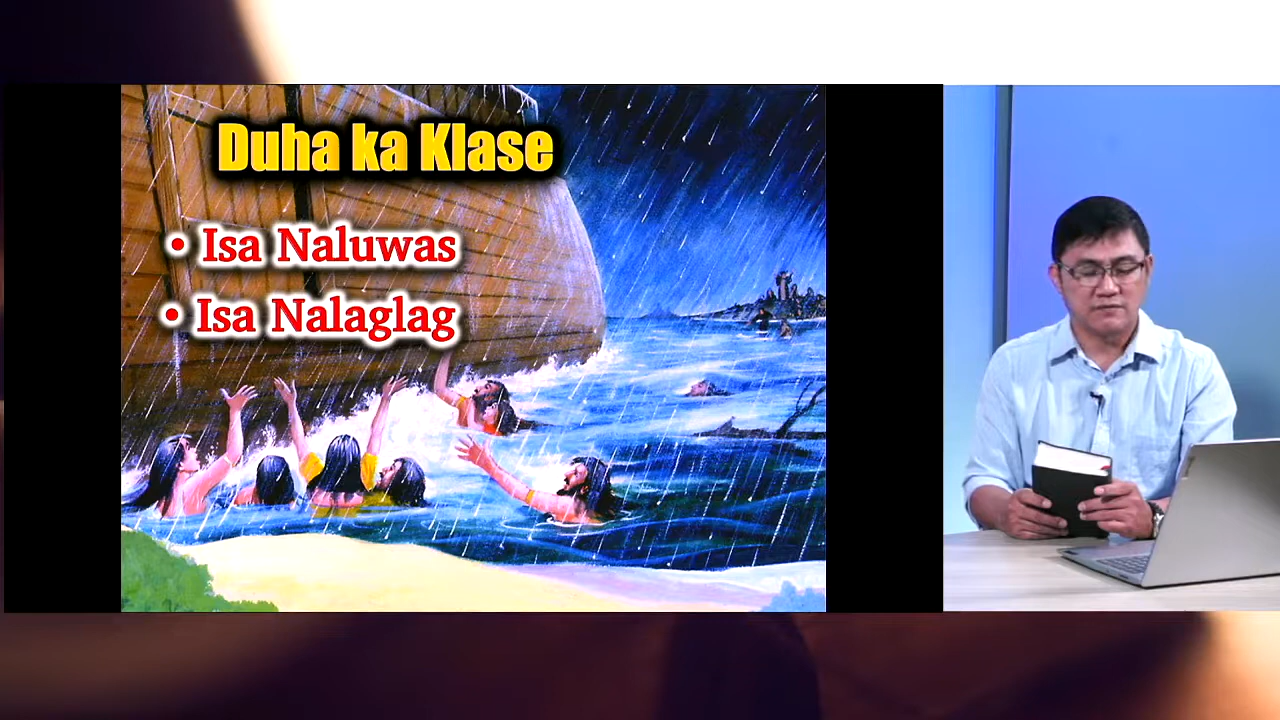 Duha ka Klase
• Isa Naluwas
• Isa Nalaglag